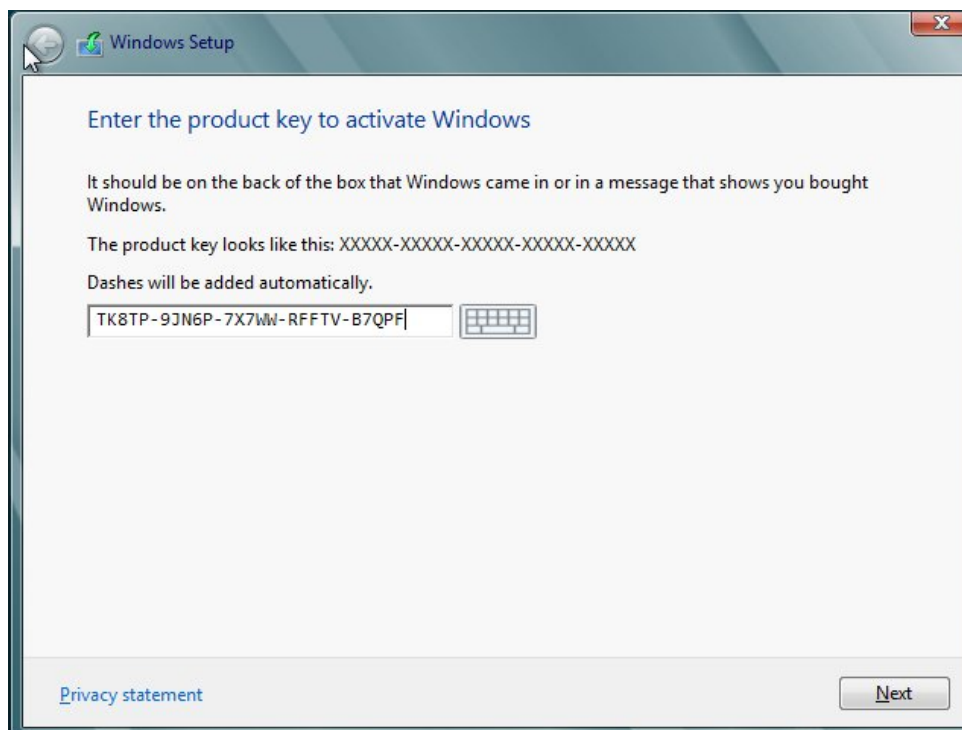 Windows Setup
Enter the product key to activate Windows
It should be on the back of the box that Windows came in or in a message that shows you bought
Windows.
The product key looks like this: XXXXX-XXXXX-XXXXX-XXXXX-XXXXX
Dashes will be added automatically.
TK8TP-9JN6P-7X7WW-RFFTV-B7QPF
Privacy statement
Next